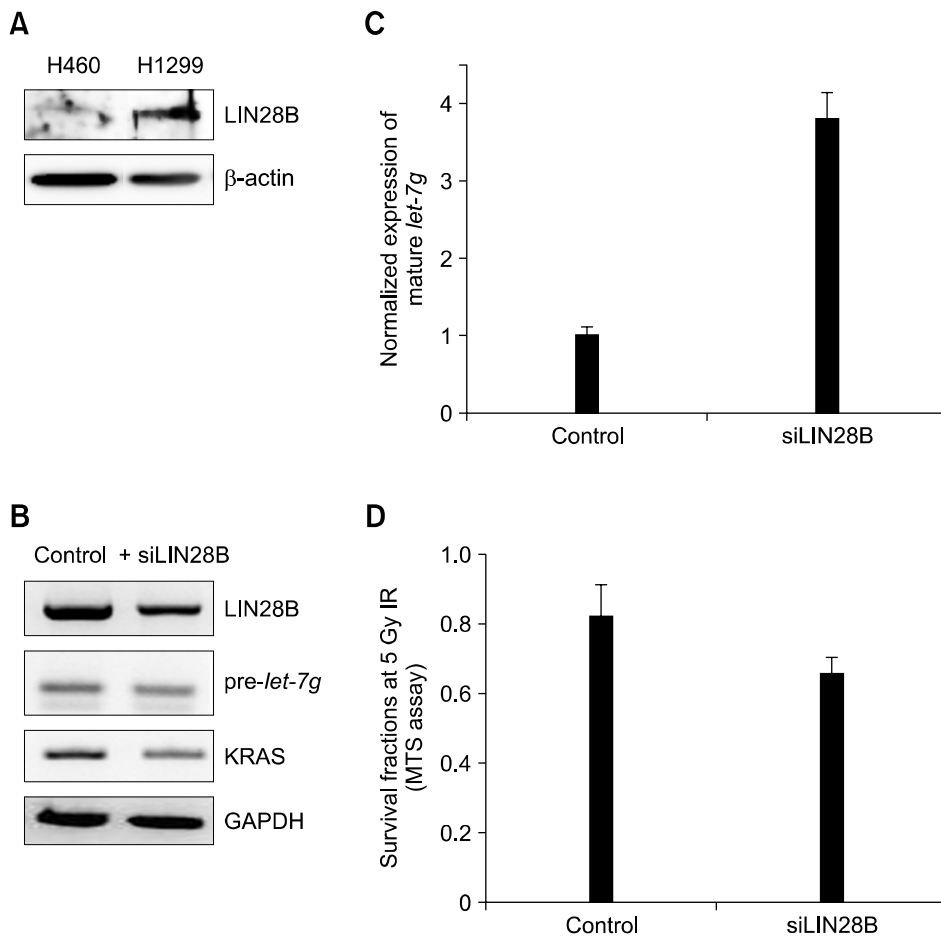 A
H460 H1299
LIN28B
β-actin
B
Control + siLIN28B
LIN28B
pre-let-7g
KRAS
GAPDH
C
Normalized expression of
mature let-7g
4
3
2
1
0
Control siLIN28B
D
Survival fractions at 5 Gy IR
(MTS assay)
1.0
0.8
0.6
0.4
0.2
0
Control siLIN28B